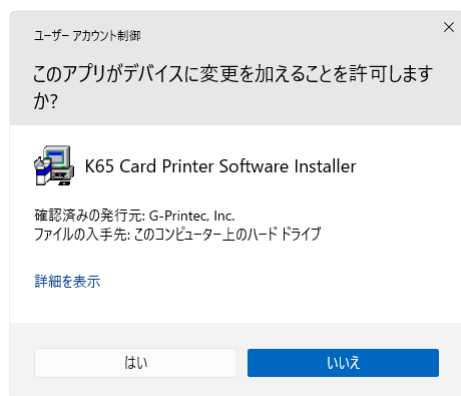 ユーザー アカウント制御
このアプリがデバイスに変更を加えることを許可します
か?
K65 Card Printer Software Installer
確認済みの発行元: G-Printec, Inc.
ファイルの入手先: このコンピューター上のハード ドライブ
詳細を表示
はい
いいえ